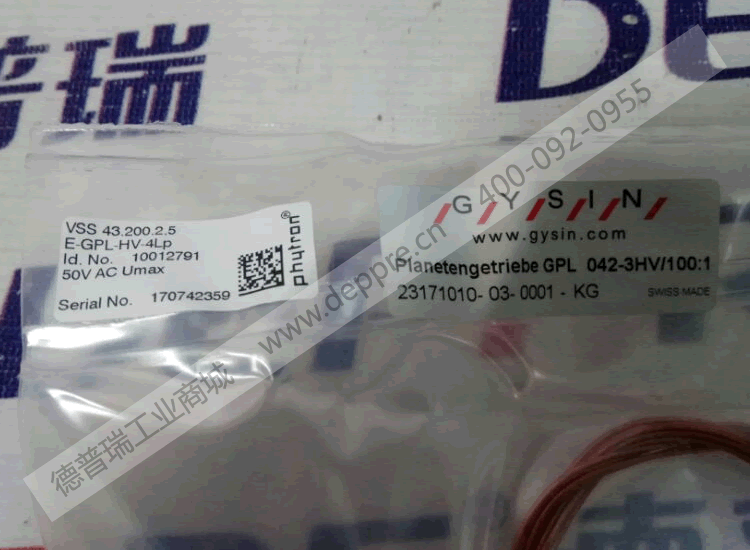 普瑞
DE
VSS 43.200.2.5
E-GPL-HV-4Lp
Id. No. 10012791
50V AC Umax
Serial No. 170742359
phytron®
GYSIN
www.gysin.com
Planetengetriebe GPL 042-3HV/100:1
23171010- 03- 0001 - KG
SWISS MADE
德普瑞工业商城 www.deppre.cn 400-092-0955